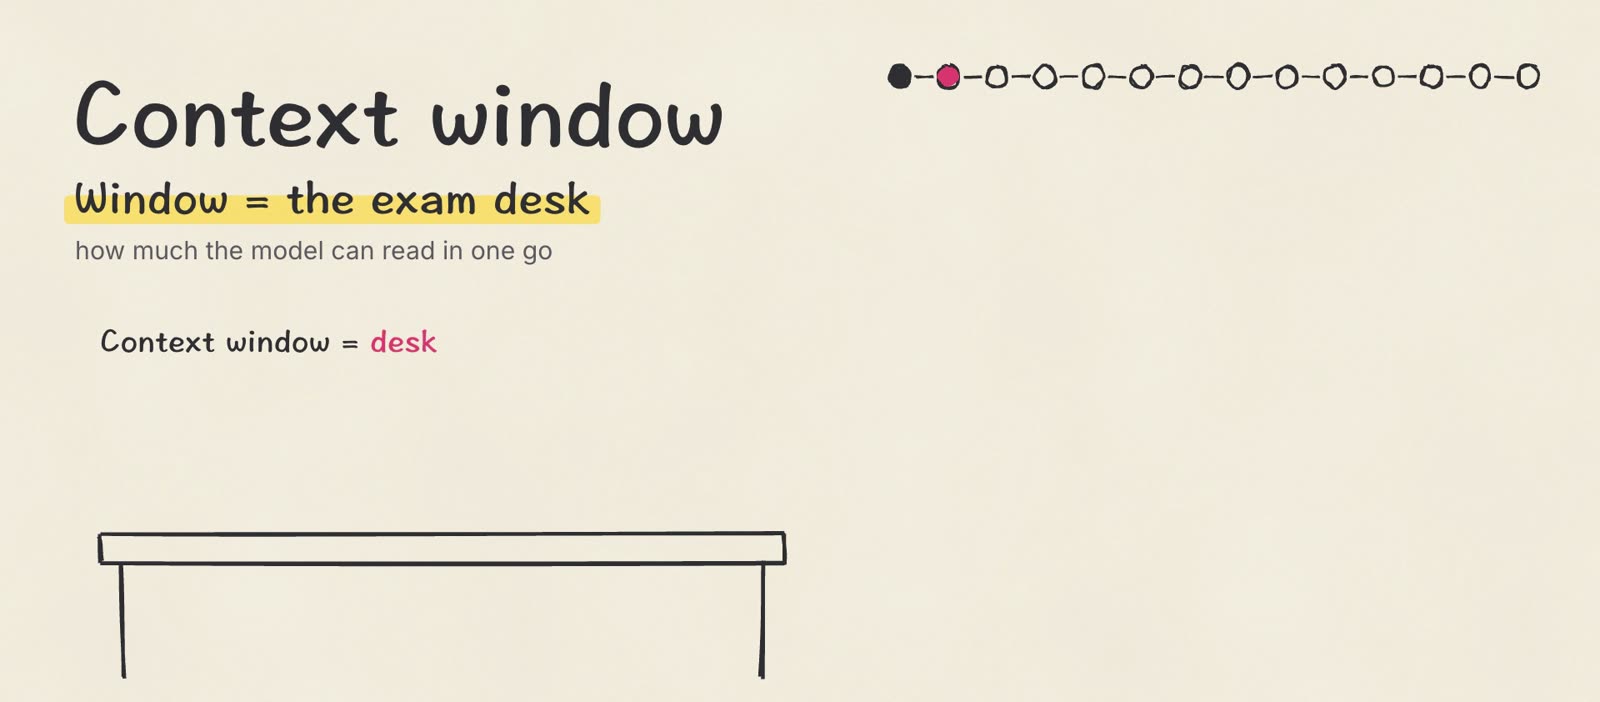 Context window
Window = the exam desk
how much the model can read in one go
Context window = desk